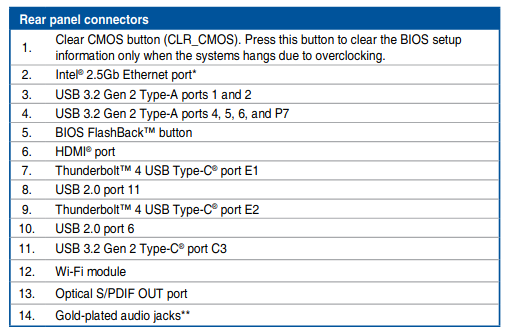 Rear panel connectors
1. Clear CMOS button (CLR_CMOS). Press this button to clear the BIOS setup
information only when the systems hangs due to overclocking.
2. Intel® 2.5Gb Ethernet port*
3. USB 3.2 Gen 2 Type-A ports 1 and 2
4. USB 3.2 Gen 2 Type-A ports 4, 5, 6, and P7
5. BIOS FlashBack™ button
6. HDMI® port
7. Thunderbolt™ 4 USB Type-C® port E1
8. USB 2.0 port 11
9. Thunderbolt™ 4 USB Type-C® port E2
10. USB 2.0 port 6
11. USB 3.2 Gen 2 Type-C® port C3
12. Wi-Fi module
13. Optical S/PDIF OUT port
14. Gold-plated audio jacks**